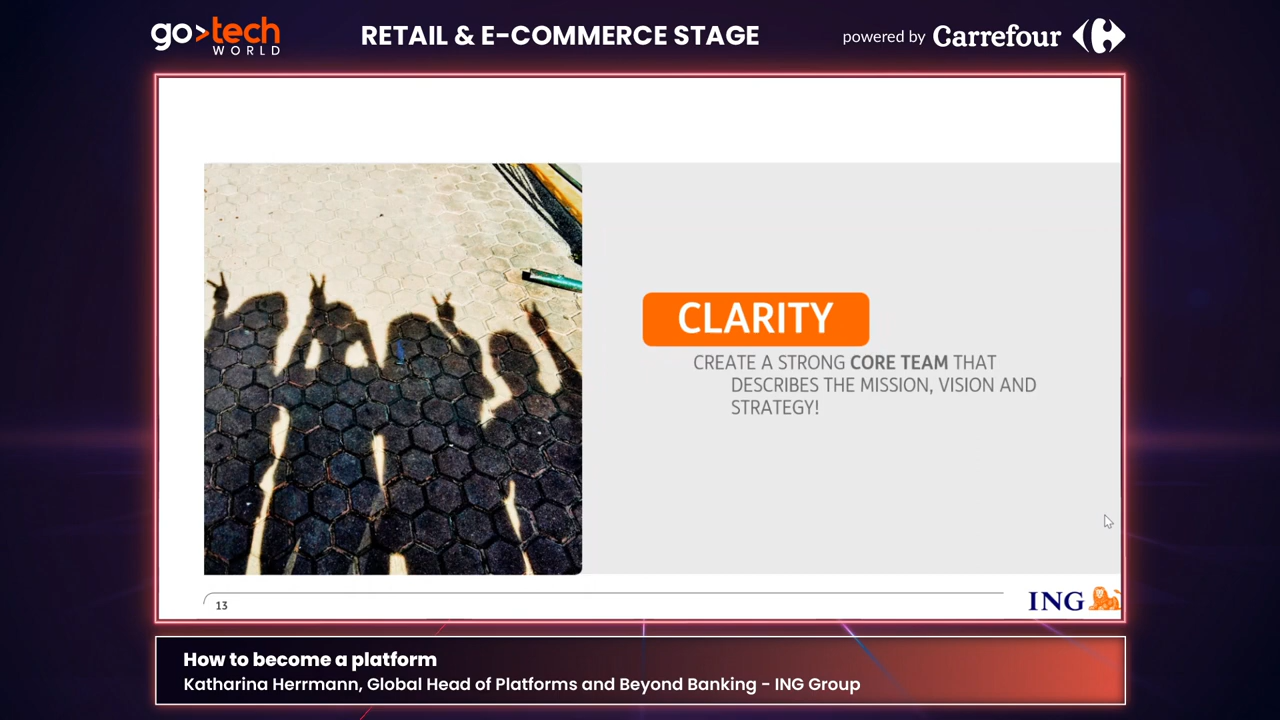 go>tech
WORLD
RETAIL & E-COMMERCE STAGE
powered by Carrefour
CLARITY
CREATE A STRONG CORE TEAM THAT
DESCRIBES THE MISSION, VISION AND
STRATEGY!
13
ING
How to become a platform
Katharina Herrmann, Global Head of Platforms and Beyond Banking - ING Group